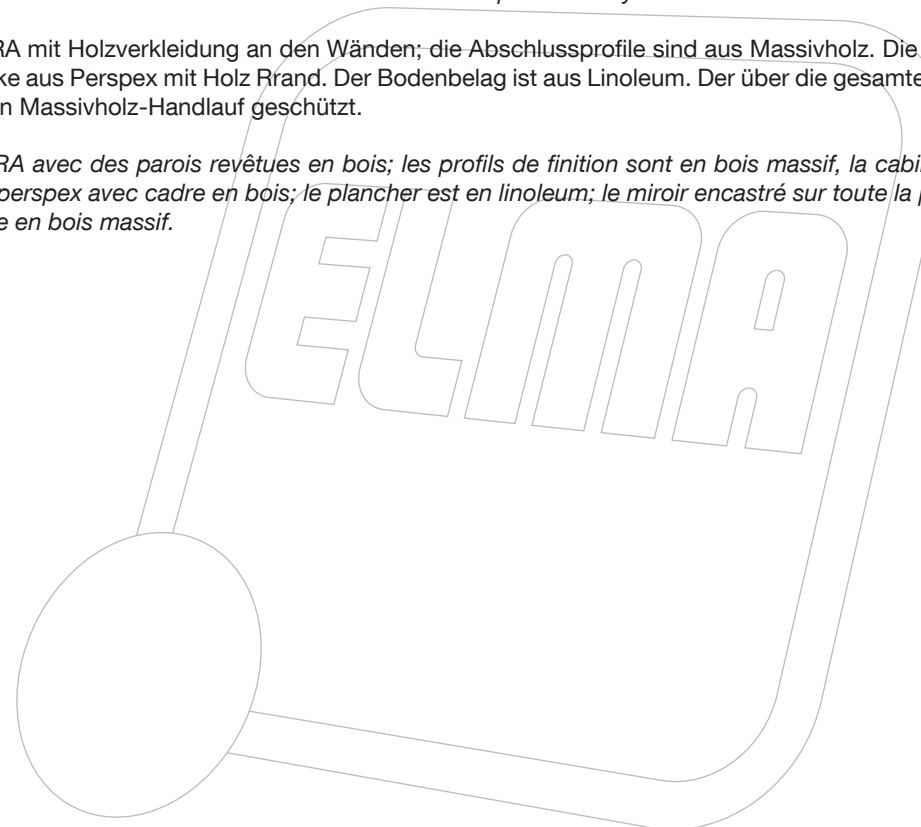 RA mit Holzverkleidung an den Wänden; die Abschlussprofile sind aus Massivholz. Die
ke aus Perspex mit Holz Rrand. Der Bodenbelag ist aus Linoleum. Der über die gesamte
n Massivholz-Handlauf geschützt.
RA avec des parois revêtues en bois; les profils de finition sont en bois massif, la cabi
perspex avec cadre en bois; le plancher est en linoleum; le miroir encastré sur toute la
e en bois massif.
ELMA